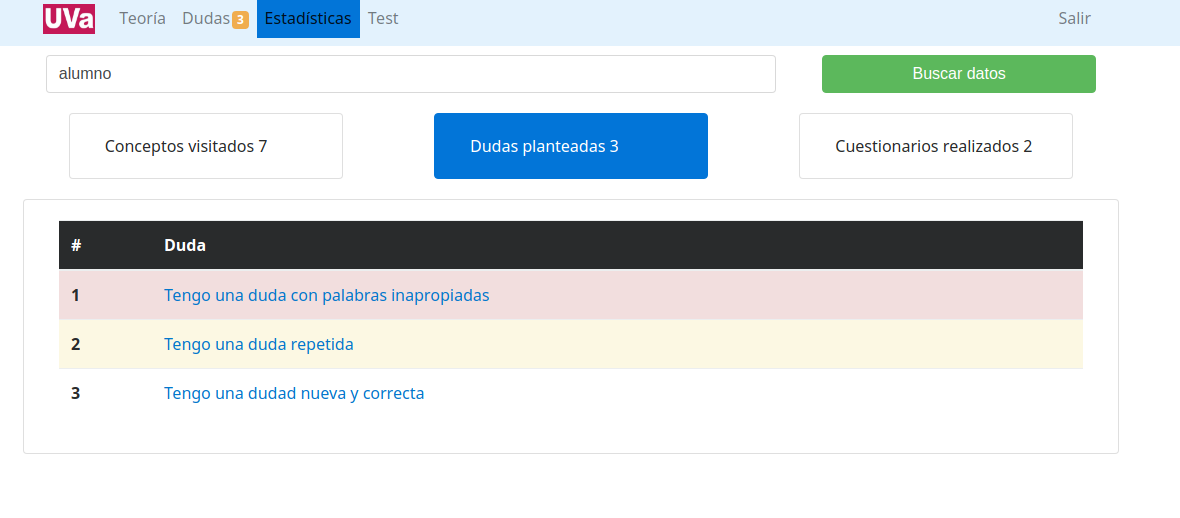 UVa Teoría Dudas 3 Estadísticas Test Salir
alumno Buscar datos
Conceptos visitados 7 Dudas planteadas 3 Cuestionarios realizados 2
# Duda
1 Tengo una duda con palabras inapropiadas
2 Tengo una duda repetida
3 Tengo una dudad nueva y correcta